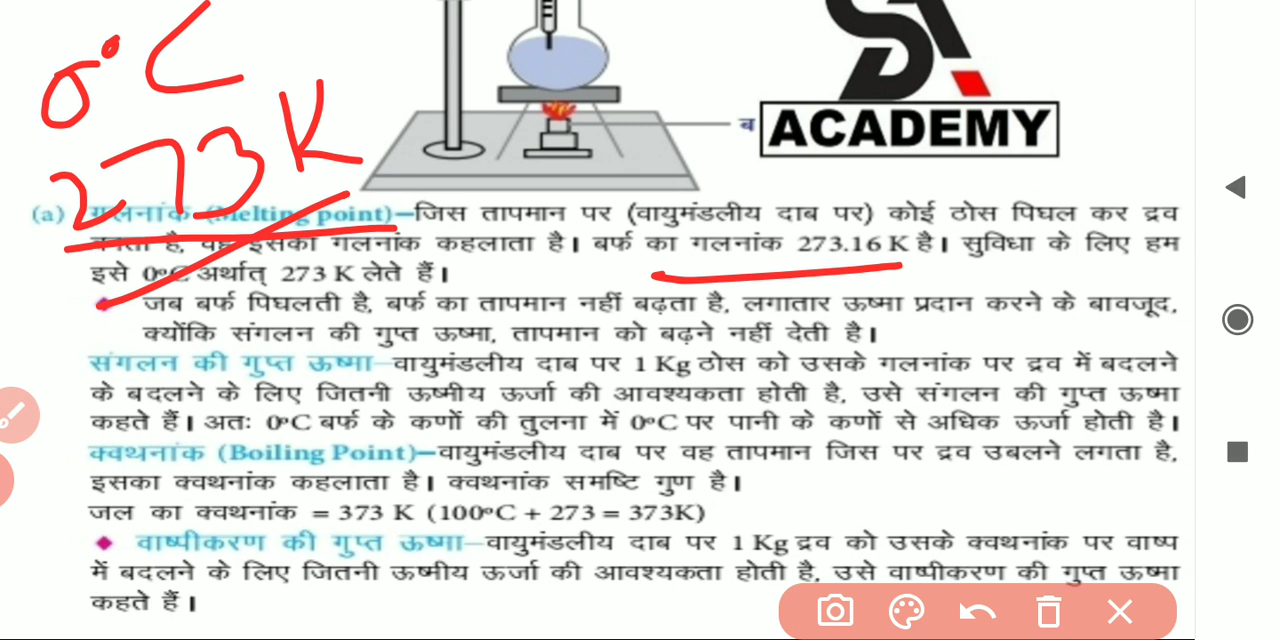 0°C
273 K
ब
ACADEMY
(a) गलनांक (Melting point)–जिस तापमान पर (वायुमंडलीय दाब पर) कोई ठोस पिघल कर द्रव
बनता है, वह इसका गलनांक कहलाता है। बर्फ का गलनांक 273.16 K है। सुविधा के लिए हम
इसे 0°C अर्थात् 273 K लेते हैं।
◆ जब बर्फ पिघलती है, बर्फ का तापमान नहीं बढ़ता है, लगातार ऊष्मा प्रदान करने के बावजूद,
क्योंकि संगलन की गुप्त ऊष्मा, तापमान को बढ़ने नहीं देती है।
संगलन की गुप्त ऊष्मा–वायुमंडलीय दाब पर 1 Kg ठोस को उसके गलनांक पर द्रव में बदलने
के बदलने के लिए जितनी ऊष्मीय ऊर्जा की आवश्यकता होती है, उसे संगलन की गुप्त ऊष्मा
कहते हैं। अतः 0°C बर्फ के कणों की तुलना में 0°C पर पानी के कणों से अधिक ऊर्जा होती है।
क्वथनांक (Boiling Point)–वायुमंडलीय दाब पर वह तापमान जिस पर द्रव उबलने लगता है,
इसका क्वथनांक कहलाता है। क्वथनांक समष्टि गुण है।
जल का क्वथनांक = 373 K (100°C + 273 = 373K)
◆ वाष्पीकरण की गुप्त ऊष्मा–वायुमंडलीय दाब पर 1 Kg द्रव को उसके क्वथनांक पर वाष्प
में बदलने के लिए जितनी ऊष्मीय ऊर्जा की आवश्यकता होती है, उसे वाष्पीकरण की गुप्त ऊष्मा
कहते हैं।